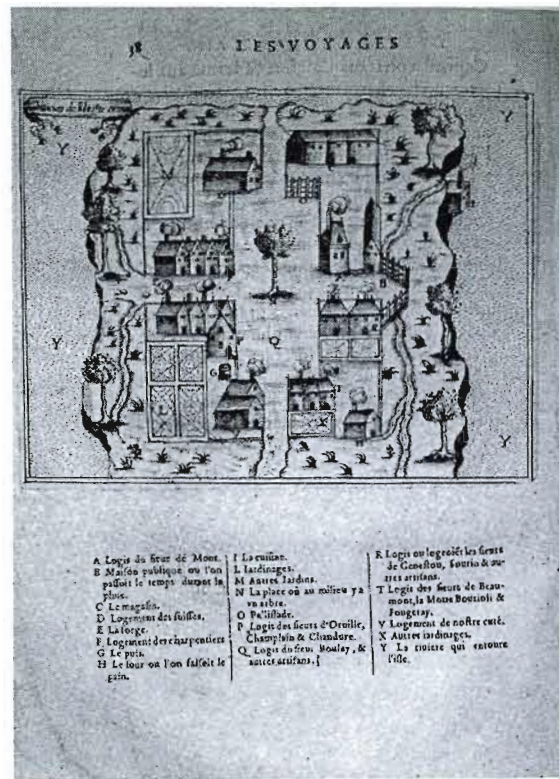 38 LES VOYAGES
A Logis du sieur de Mons.
B Maison publique ou l'on
passoit le temps durant la
pluie.
C Le magasin.
D Logement des suisses.
E La forge.
F Logement des charpentiers
G Le puis.
H Le four ou l'on faisoit le
pain.
I La cuisine.
L Iardinages.
M Autres Iardins.
N La place où au milieu y a
vn arbre.
O Pallissade.
P Logis des sieurs d'Oruille,
Champlain & Chandore.
Q Logis du sieur Boulay, &
autres artisans.
R Logis ou logeoiẽt les sieurs
de Genestou, Sourin & au-
tres artisans.
T Logis des sieurs de Beau-
mont, la Motte Bourioli &
Fougeray.
V Logement de nostre curé.
X Autres iardinages.
Y La riuiere qui entoure
l'isle.